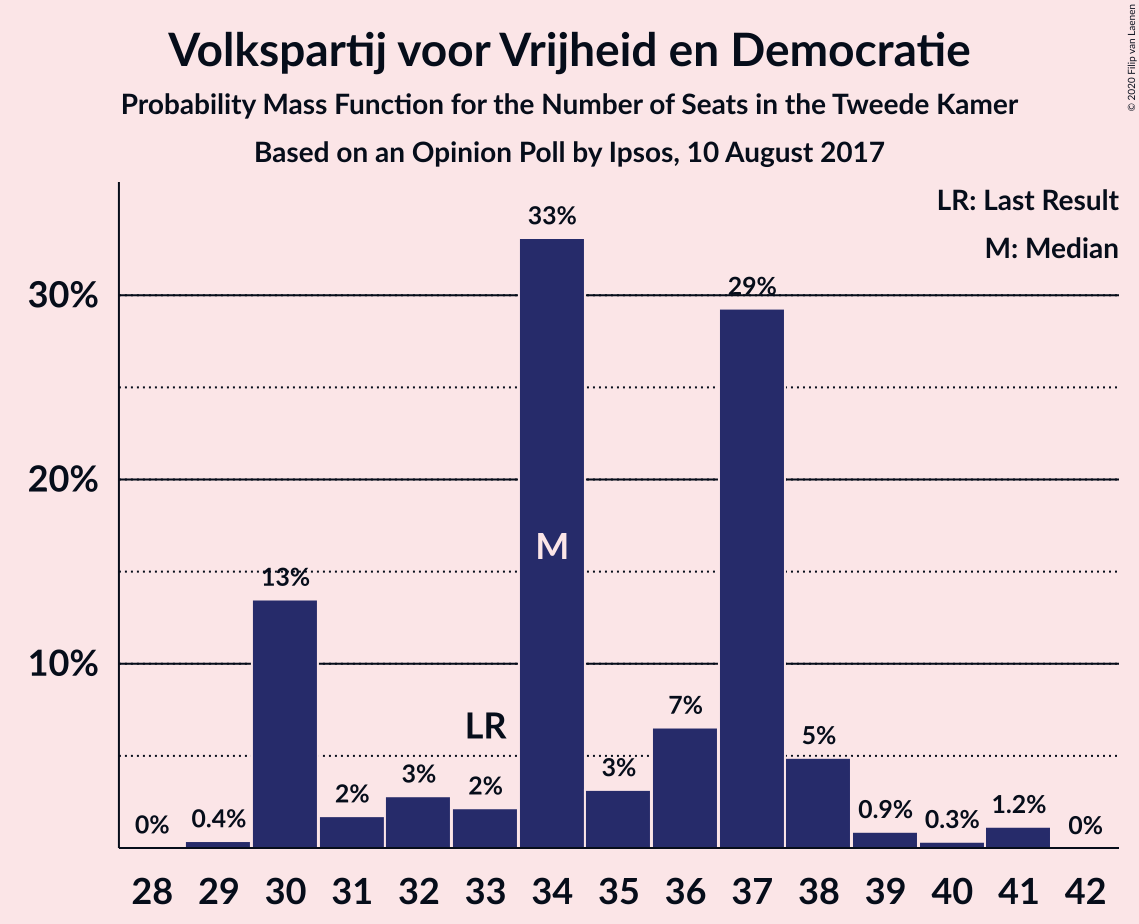 Volkspartij voor Vrijheid en Democratie
Probability Mass Function for the Number of Seats in the Tweede Kamer
Based on an Opinion Poll by Ipsos, 10 August 2017
© 2020 Filip van Laenen
LR: Last Result
M: Median
30%
20%
10%
0%
0.4%
13%
2%
3%
2%
LR
33%
M
3%
7%
29%
5%
0.9%
0.3%
1.2%
0%
28 29 30 31 32 33 34 35 36 37 38 39 40 41 42